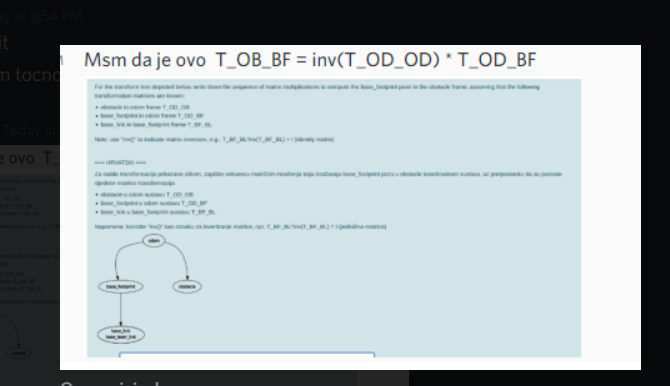 ay at 3:54 PM
it
Msm da je ovo T_OB_BF = inv(T_OD_OD) * T_OD_BF
m tocno
Today at
e ovo T_
For the transform tree depicted below, write down the sequence of matrix multiplications to compute the base_footprint pose in the obstacle frame, assuming that the following
transformation matrices are known:
• obstacle in odom frame T_OD_OB
• base_footprint in odom frame T_OD_BF
• base_link in base_footprint frame T_BF_BL
Note: use "inv()" to indicate matrix inversion, e.g., T_BF_BL*inv(T_BF_BL) = I (identity matrix)
=== HRVATSKI ===
Za stablo transformacija prikazano slikom, zapišite sekvencu matričnih množenja koja izračunava base_footprint pozu u obstacle koordinatnom sustavu, uz pretpostavku da su poznate
sljedeće matrice transformacija:
• obstacle u odom sustavu T_OD_OB
• base_footprint u odom sustavu T_OD_BF
• base_link u base_footprint sustavu T_BF_BL
Napomena: koristite "inv()" kao oznaku za invertiranje matrice, npr. T_BF_BL*inv(T_BF_BL) = I (jedinična matrica)
odom
base_footprint
obstacle
base_link
base_laser_link